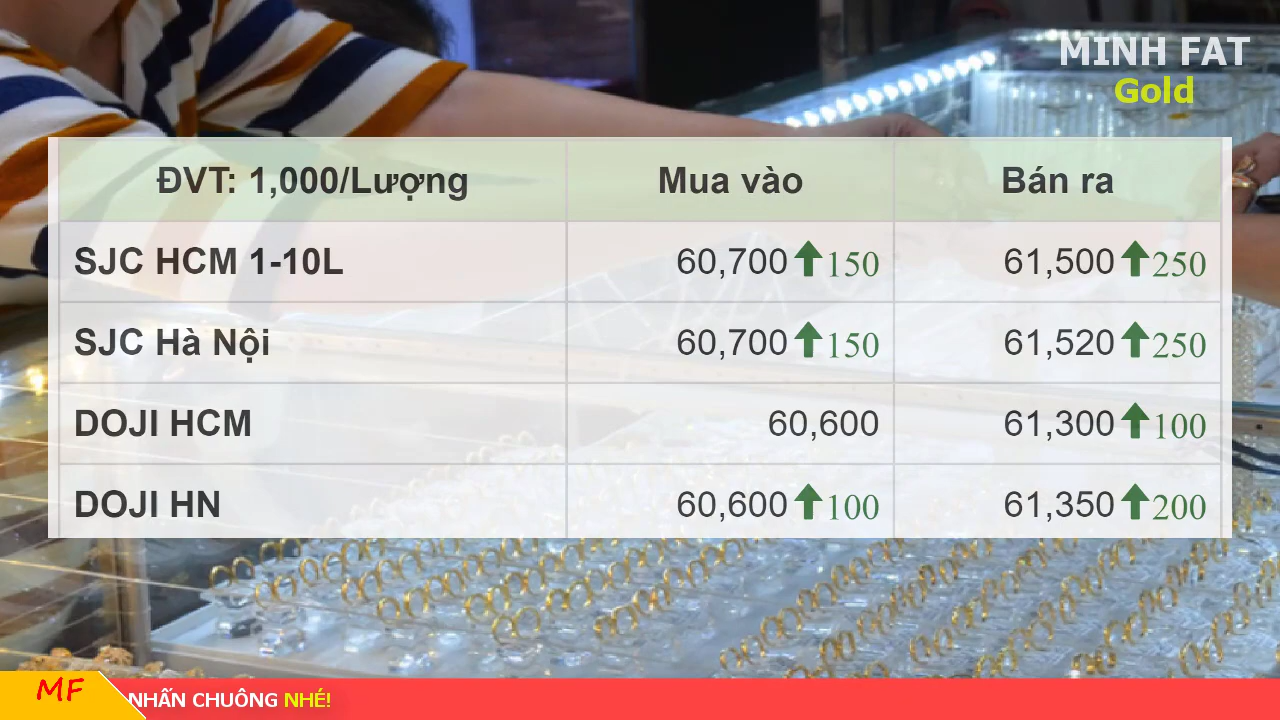 MINH FAT
Gold
ĐVT: 1,000/Lượng Mua vào Bán ra
SJC HCM 1-10L 60,700 150 61,500 250
SJC Hà Nội 60,700 150 61,520 250
DOJI HCM 60,600 61,300 100
DOJI HN 60,600 100 61,350 200
MF NHẤN CHUÔNG NHÉ!